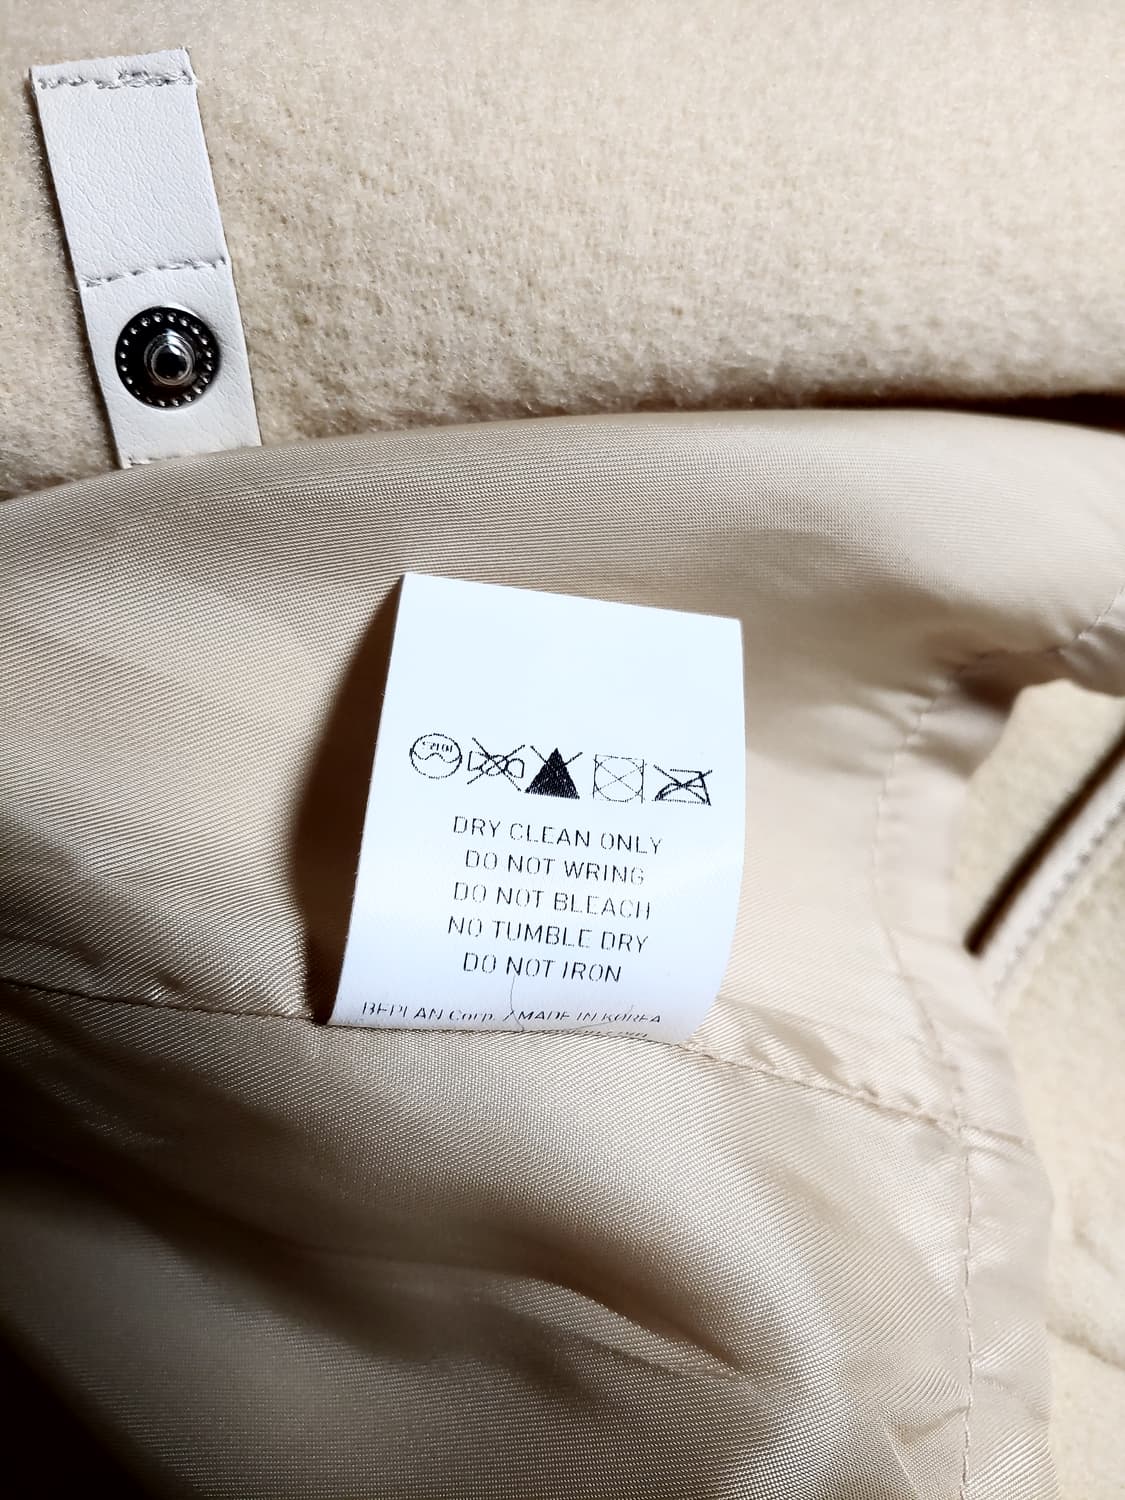 DRY CLEAN ONLY
DO NOT WRING
DO NOT BLEACH
NO TUMBLE DRY
DO NOT IRON
BEPLAN Corp. / MADE IN KOREA